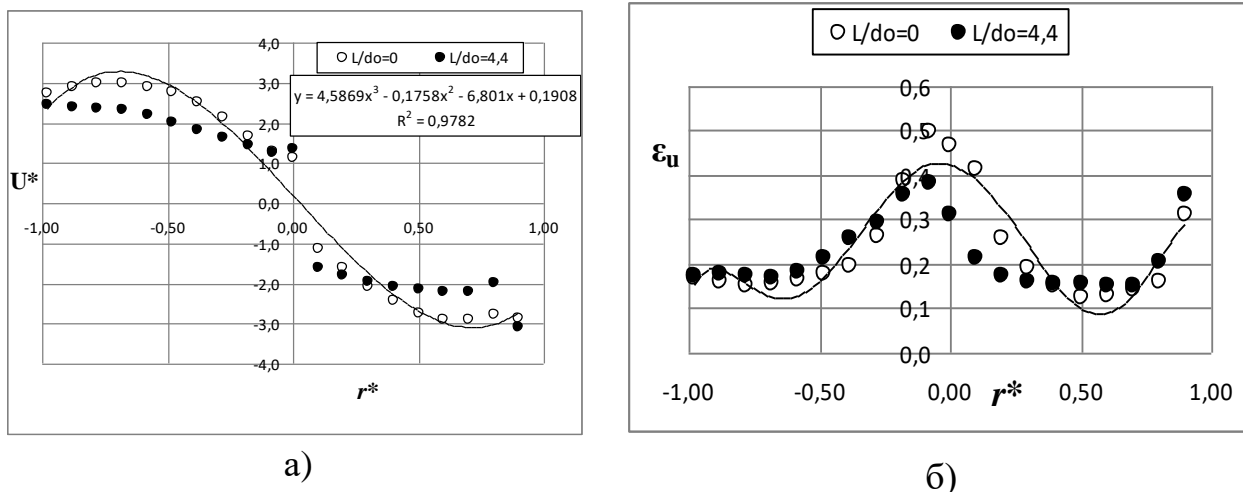 4,0
L/do=0 L/do=4,4
3,0
y = 4,5869x³ - 0,1758x² - 6,801x + 0,1908
R² = 0,9782
2,0
1,0
U*
0,0
-1,00 -0,50 0,00 0,50 1,00
-1,0
-2,0
-3,0
-4,0
r*
а)
L/do=0 L/do=4,4
0,6
0,5
εu
0,4
0,3
0,2
0,1
0,0
-1,00 -0,50 0,00 r* 0,50 1,00
б)